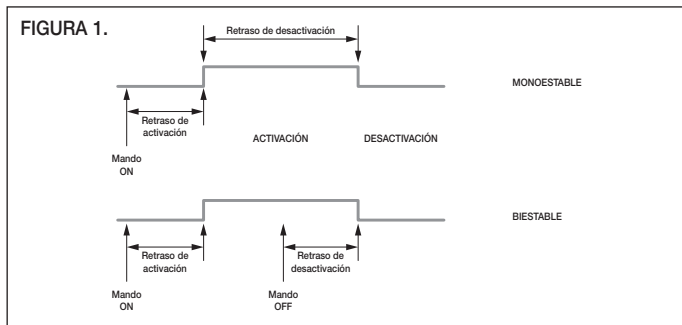 FIGURA 1.
Retraso de desactivación
MONOESTABLE
Retraso de
activación
ACTIVACIÓN
DESACTIVACIÓN
Mando
ON
BIESTABLE
Retraso de
activación
Retraso de
desactivación
Mando
ON
Mando
OFF